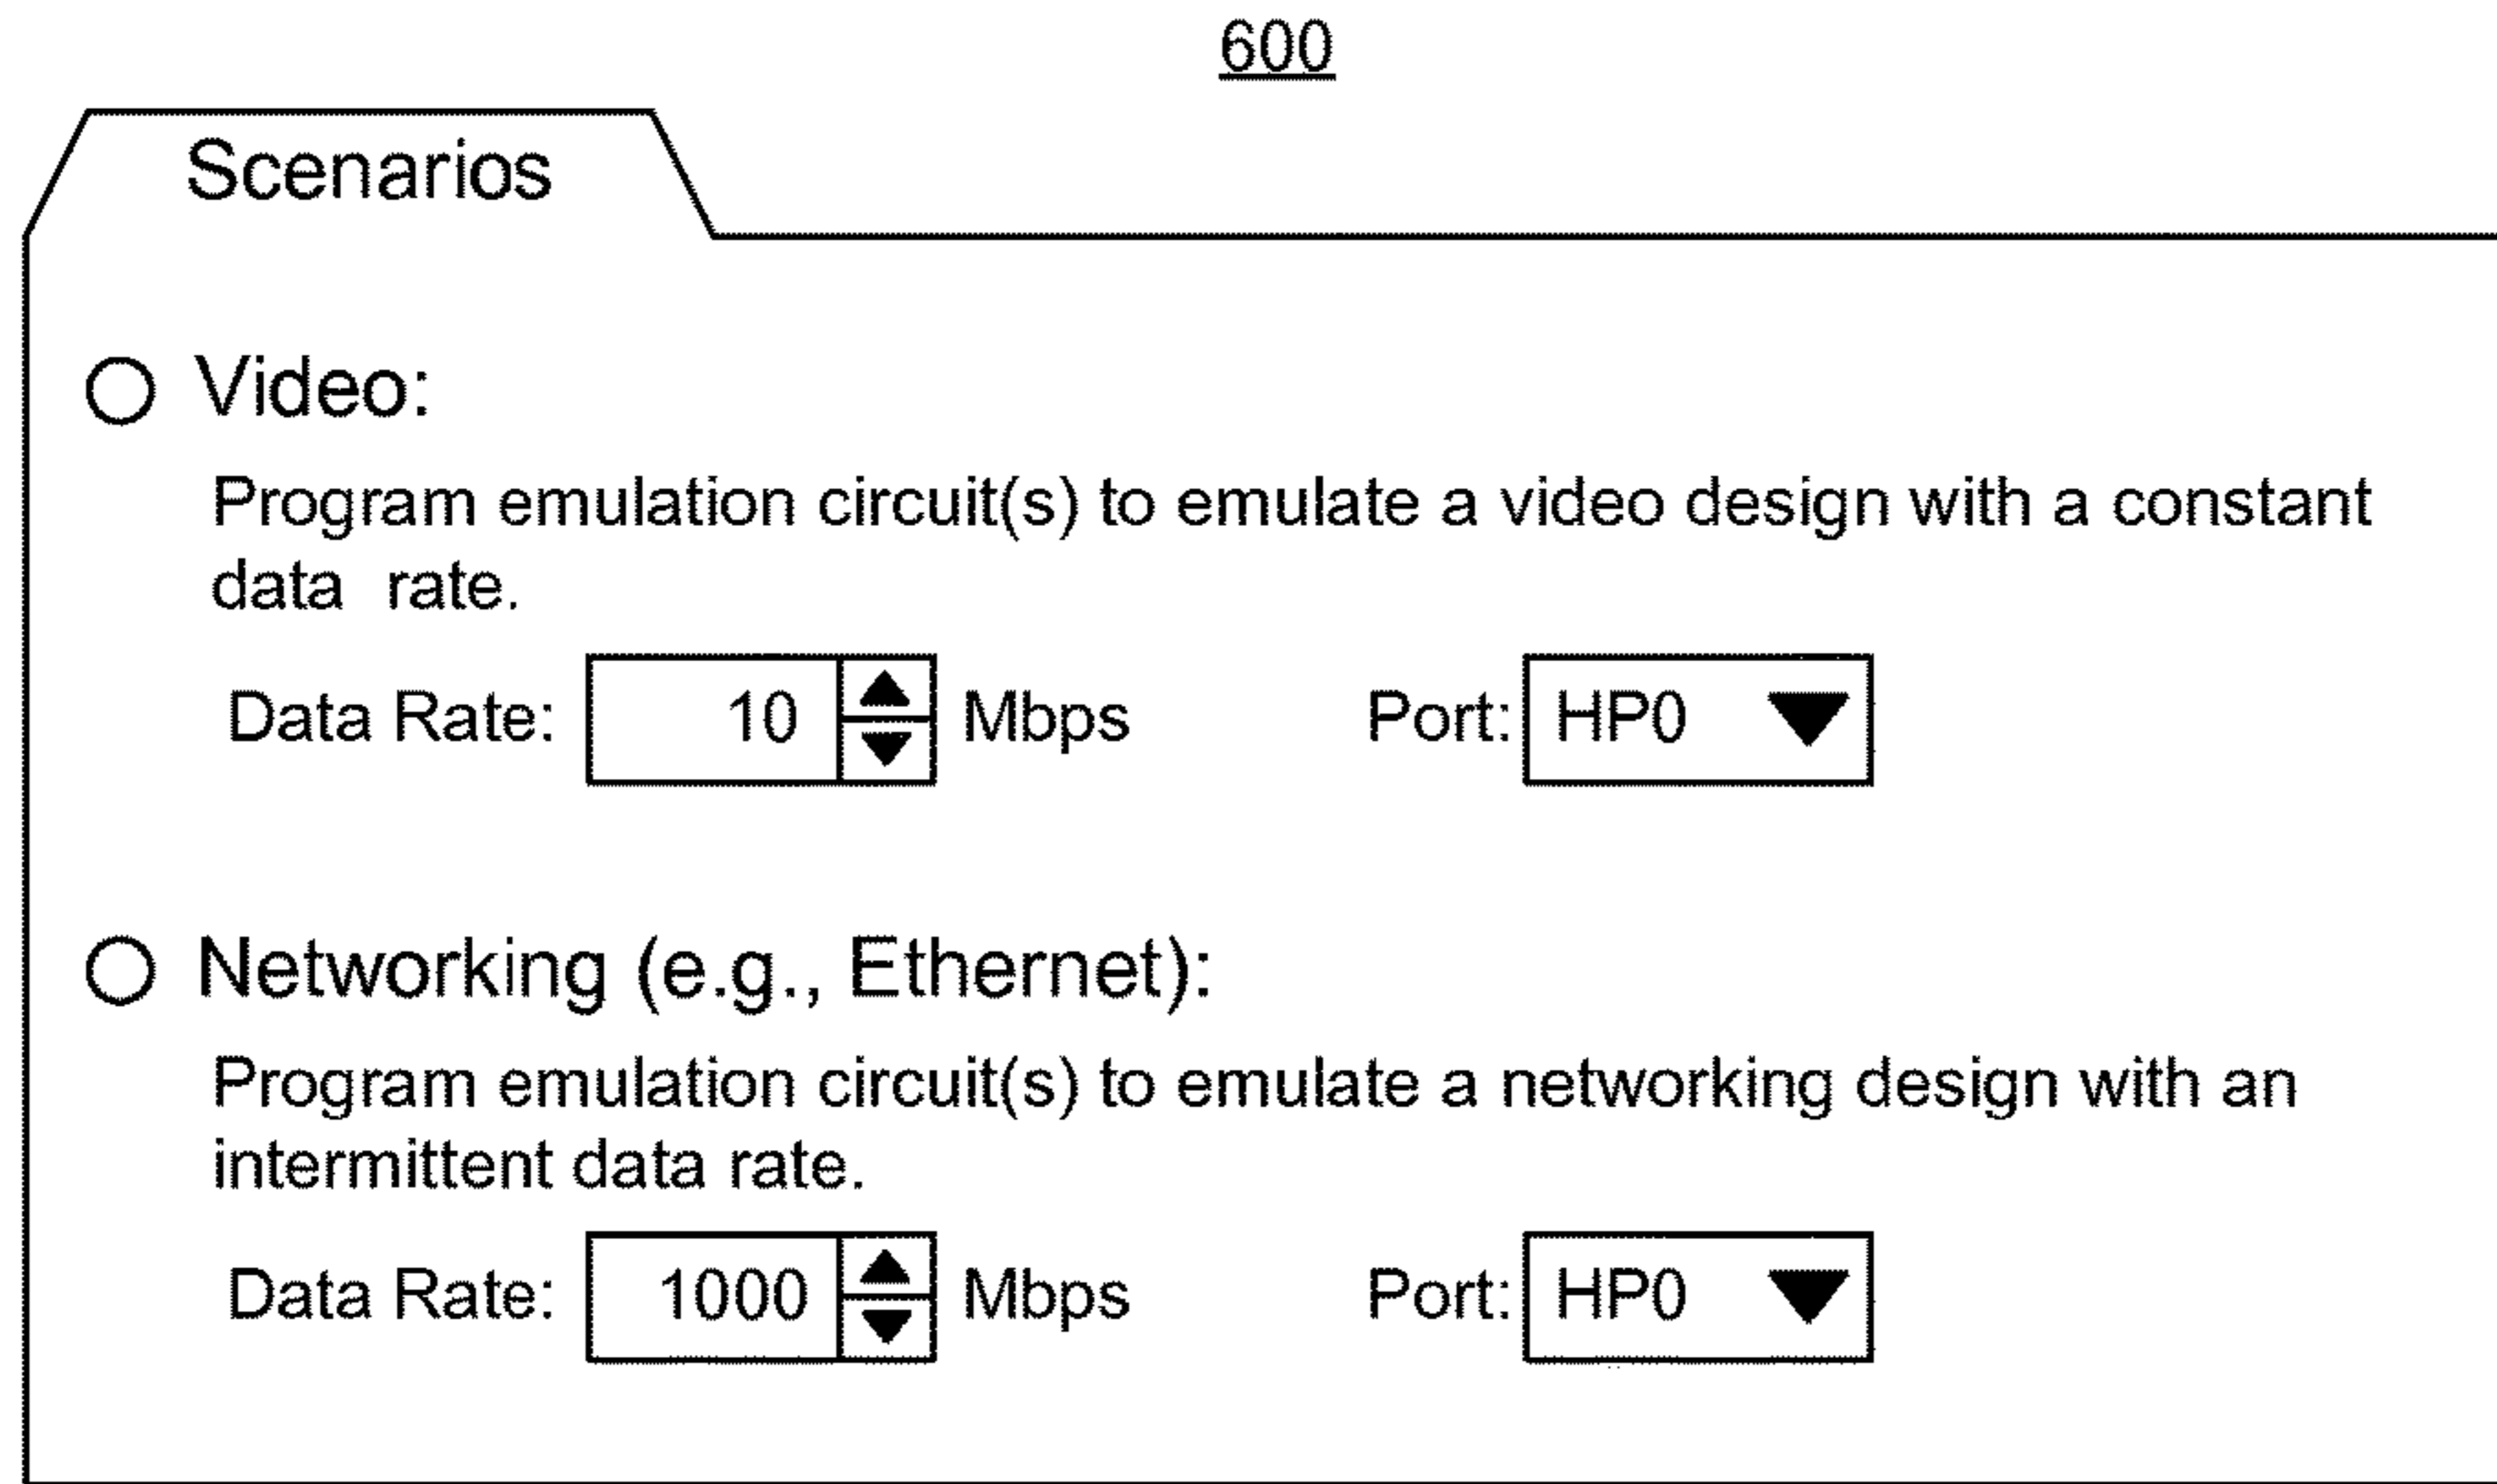 600
Scenarios
Video:
Program emulation circuit(s) to emulate a video design with a constant
data rate.
Data Rate: 10 Mbps Port: HP0
Networking (e.g., Ethernet):
Program emulation circuit(s) to emulate a networking design with an
intermittent data rate.
Data Rate: 1000 Mbps Port: HP0